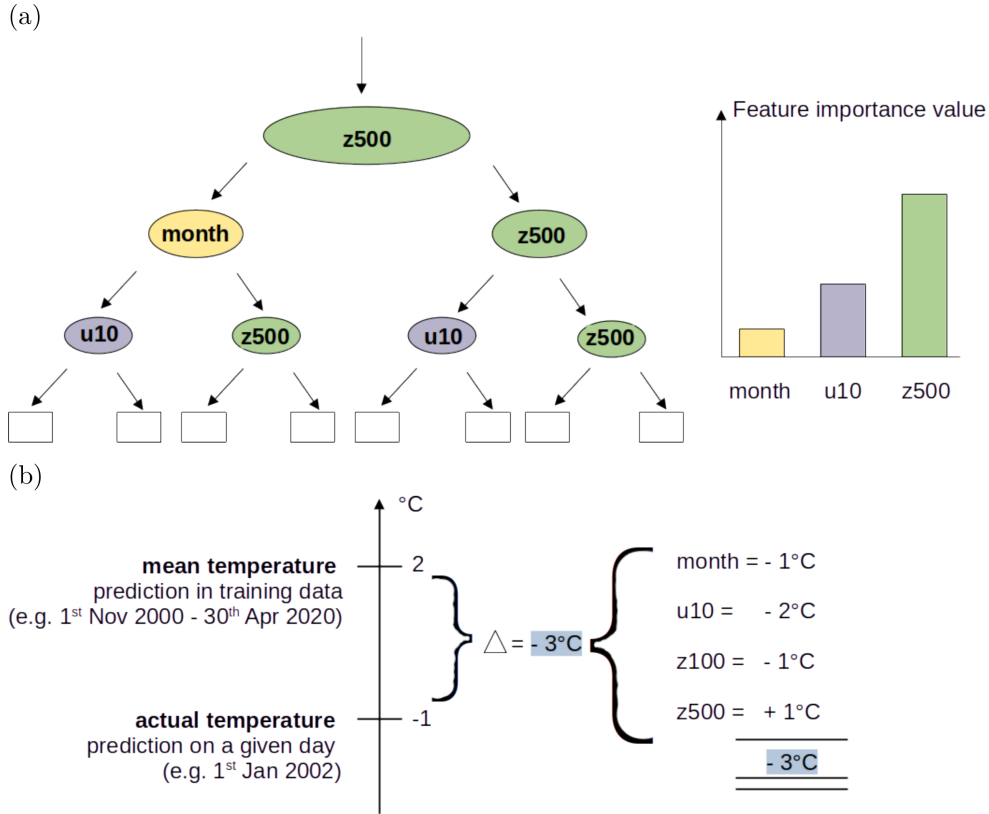 (a)
z500
month
z500
u10
z500
u10
z500
Feature importance value
month
u10
z500
(b)
°C
mean temperature
prediction in training data
(e.g. 1st Nov 2000 - 30th Apr 2020)
2
actual temperature
prediction on a given day
(e.g. 1st Jan 2002)
-1
△ = - 3°C
month = - 1°C
u10 = - 2°C
z100 = - 1°C
z500 = + 1°C
- 3°C